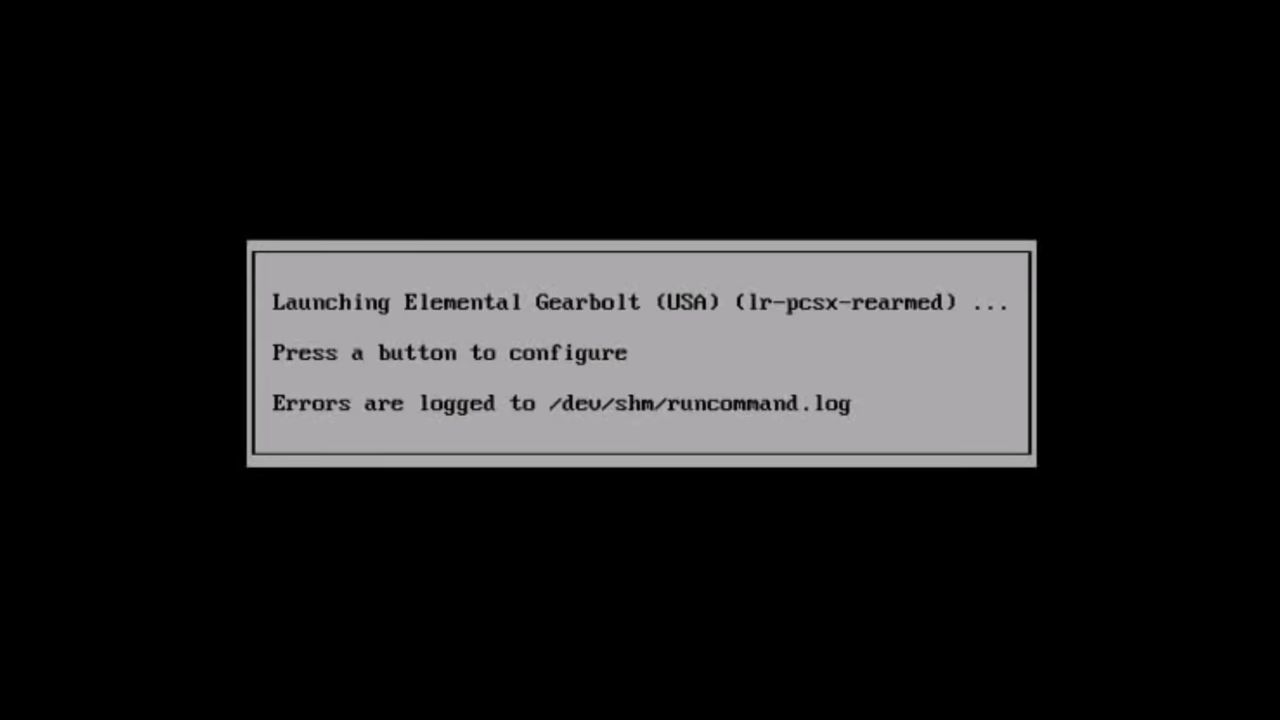 Launching Elemental Gearbolt (USA) (lr-pcsx-rearmed) ...
Press a button to configure
Errors are logged to /dev/shm/runcommand.log